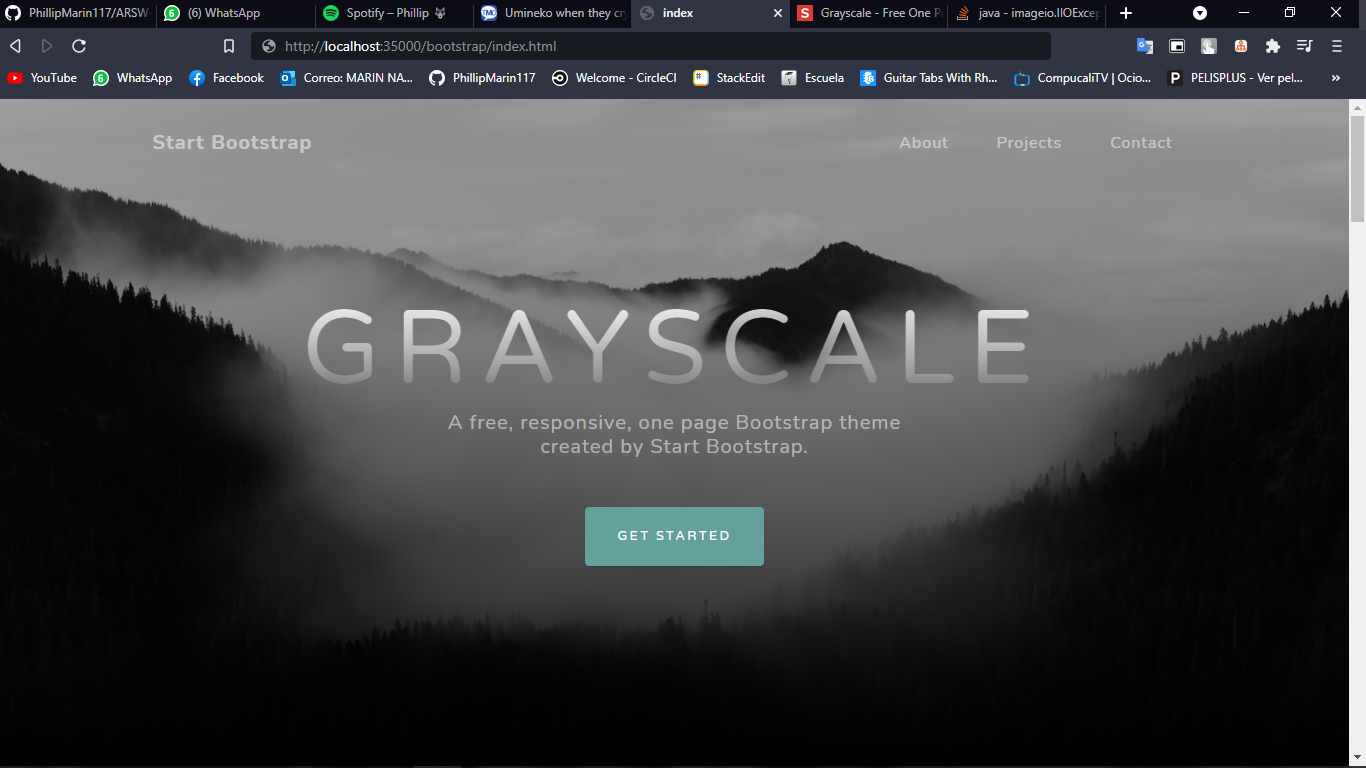 PhillipMarin117/ARSW-
(6) WhatsApp
Spotify – Phillip
Umineko when they cry
index
Grayscale - Free One Pa
java - imageio.IIOExcep
http://localhost:35000/bootstrap/index.html
YouTube
6 WhatsApp
Facebook
Correo: MARIN NA...
PhillipMarin117
Welcome - CircleCI
StackEdit
Escuela
Guitar Tabs With Rh...
CompucaliTV | Ocio...
PELISPLUS - Ver pel...
Start Bootstrap
About
Projects
Contact
GRAYSCALE
A free, responsive, one page Bootstrap theme
created by Start Bootstrap.
GET STARTED